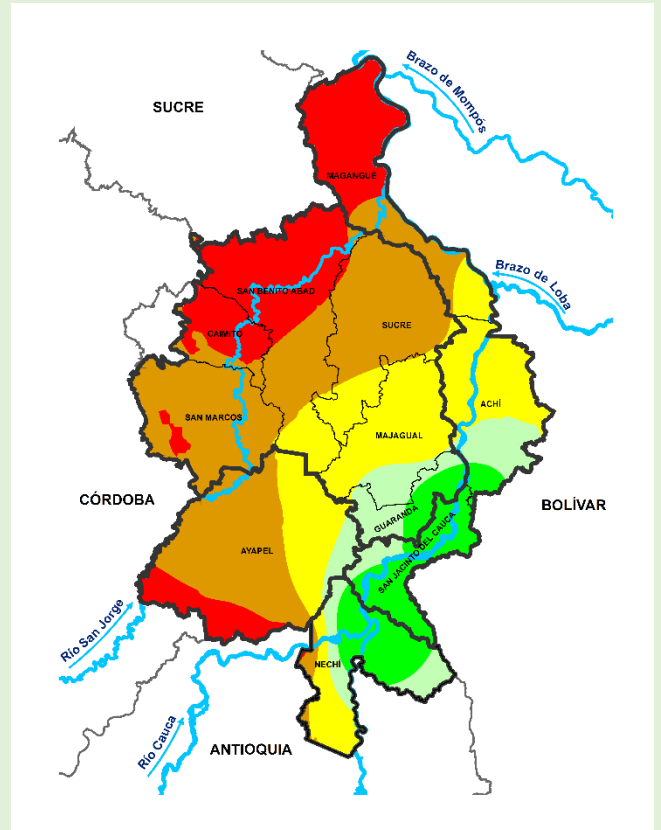 Brazo de Mompós
SUCRE
MAGANGUÉ
Brazo de Loba
SAN BENITO ABAD
SUCRE
CAIMITO
ACHÍ
SAN MARCOS
MAJAGUAL
CÓRDOBA
BOLÍVAR
GUARANDA
AYAPEL
SAN JACINTO DEL CAUCA
Río San Jorge
NECHÍ
Río Cauca
ANTIOQUIA